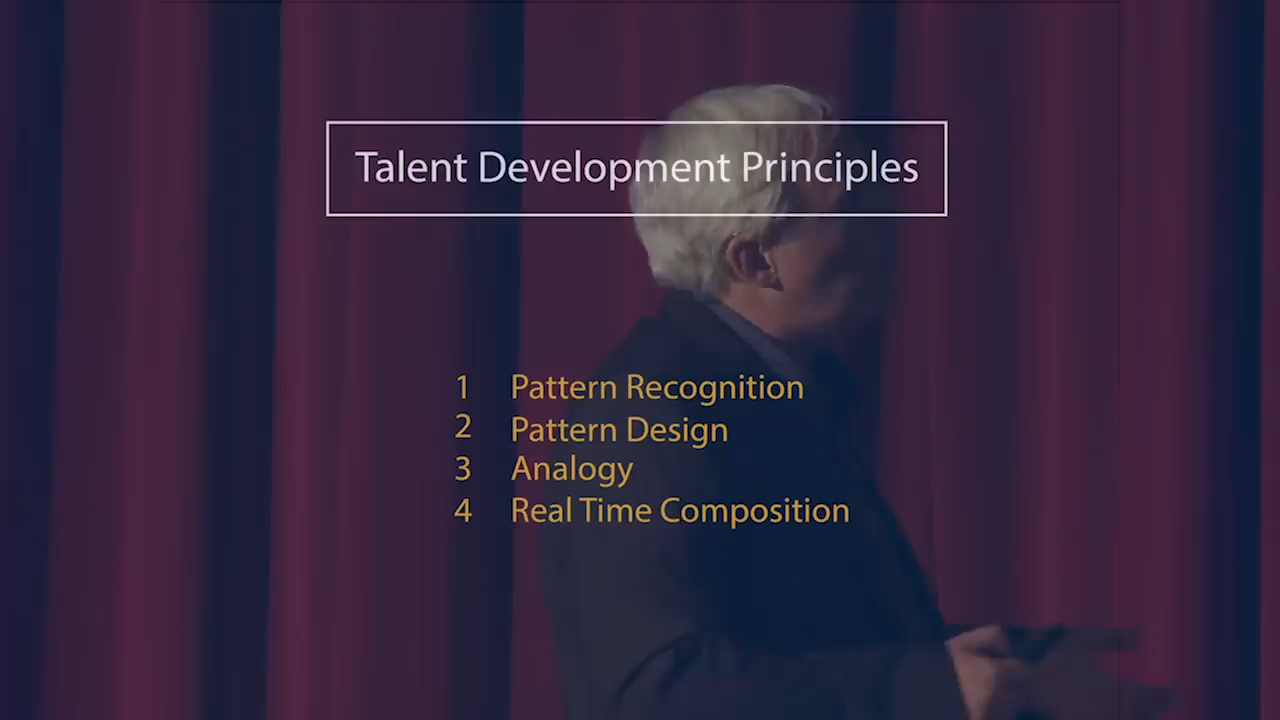 Talent Development Principles
1 Pattern Recognition
2 Pattern Design
3 Analogy
4 Real Time Composition